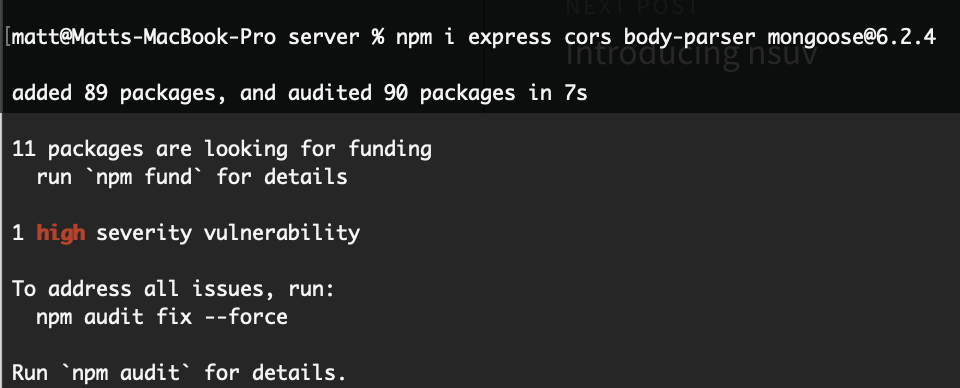 NEXT POST
[matt@Matts-MacBook-Pro server % npm i express cors body-parser mongoose@6.2.4
Introducing nsuv
added 89 packages, and audited 90 packages in 7s
11 packages are looking for funding
run `npm fund` for details
1 high severity vulnerability
To address all issues, run:
npm audit fix --force
Run `npm audit` for details.